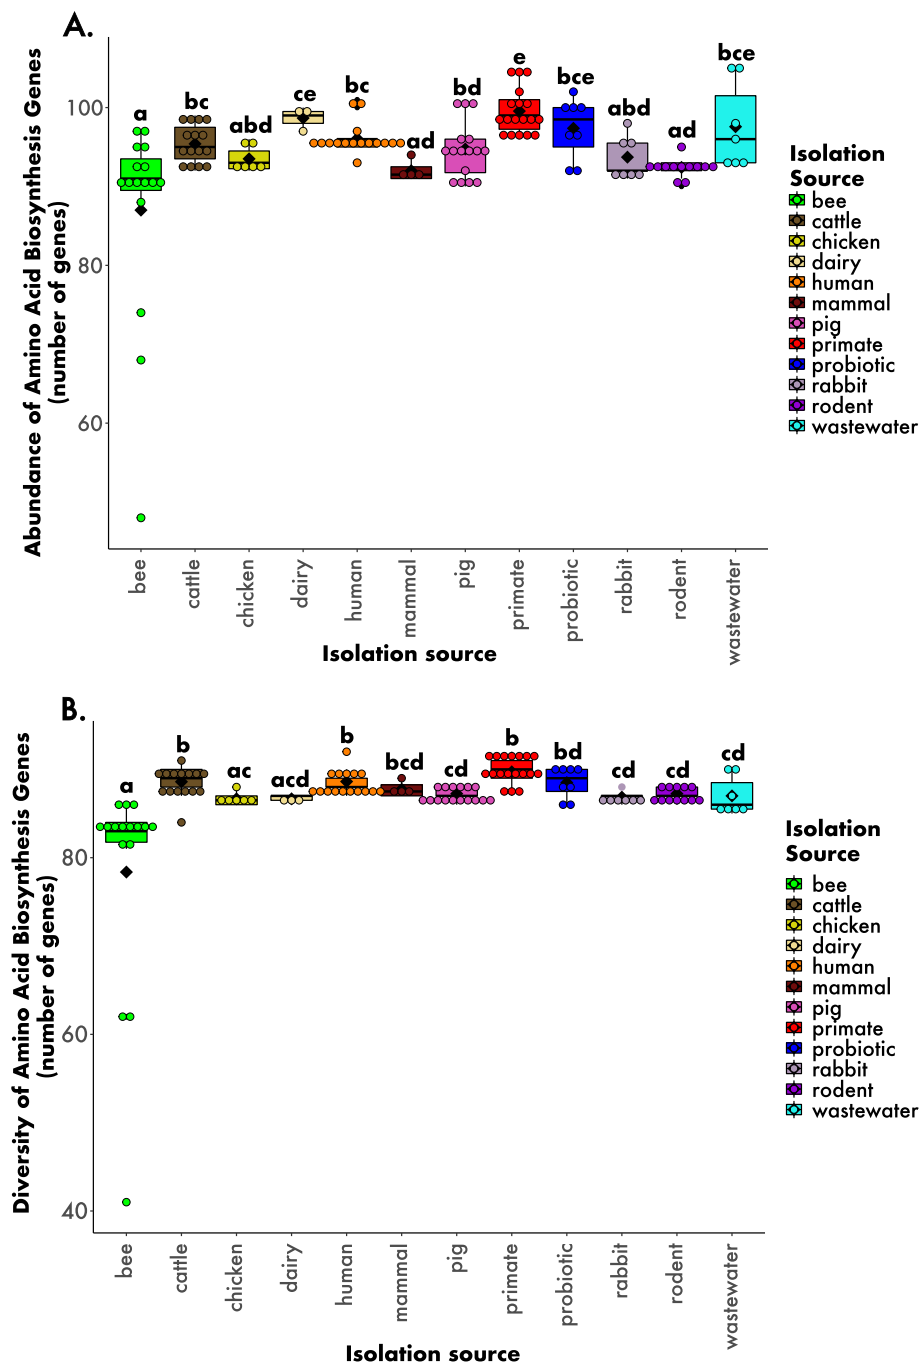 A.
Abundance of Amino Acid Biosynthesis Genes
(number of genes)
100
80
60
a
bc
abd
ce
bc
ad
bd
e
bce
abd
ad
bce
bee
cattle
chicken
dairy
human
mammal
pig
primate
probiotic
rabbit
rodent
wastewater
Isolation source
Isolation
Source
bee
cattle
chicken
dairy
human
mammal
pig
primate
probiotic
rabbit
rodent
wastewater
B.
Diversity of Amino Acid Biosynthesis Genes
(number of genes)
80
60
40
a
b
ac
acd
b
bcd
cd
b
bd
cd
cd
cd
bee
cattle
chicken
dairy
human
mammal
pig
primate
probiotic
rabbit
rodent
wastewater
Isolation source
Isolation
Source
bee
cattle
chicken
dairy
human
mammal
pig
primate
probiotic
rabbit
rodent
wastewater